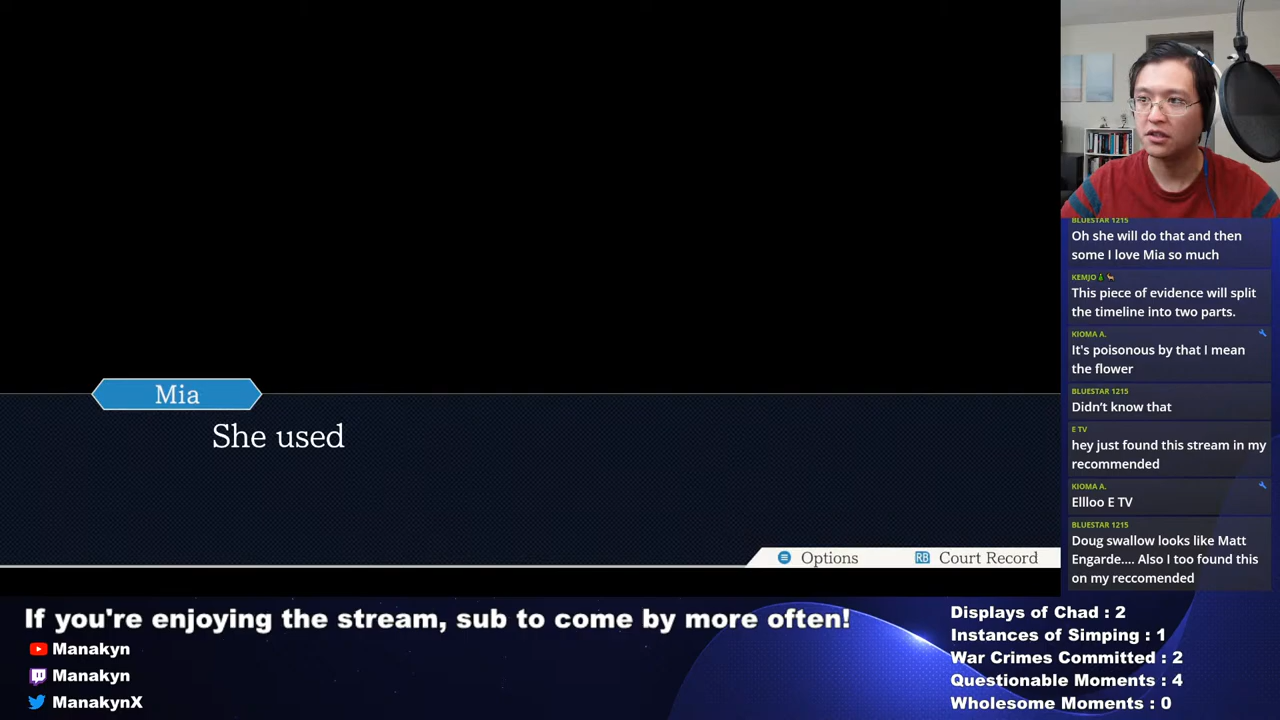 Mia
She used
Options
RB
Court Record
BLUESTAR 1215
Oh she will do that and then
some I love Mia so much
KEMJO
This piece of evidence will split
the timeline into two parts.
KIOMA A.
It's poisonous by that I mean
the flower
BLUESTAR 1215
Didn't know that
E TV
hey just found this stream in my
recommended
KIOMA A.
Ellloo E TV
BLUESTAR 1215
Doug swallow looks like Matt
Engarde.... Also I too found this
on my reccomended
If you're enjoying the stream, sub to come by more often!
Manakyn
Manakyn
ManakynX
Displays of Chad : 2
Instances of Simping : 1
War Crimes Committed : 2
Questionable Moments : 4
Wholesome Moments : 0